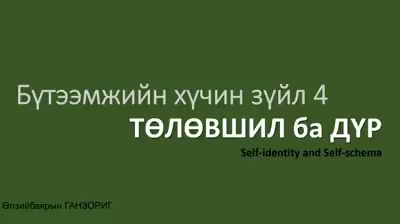 Бүтээмжийн хүчин зүйл 4
ТӨЛӨВШИЛ ба ДҮР
Self-identity and Self-schema
Өлзийбаярын ГАНЗОРИГ